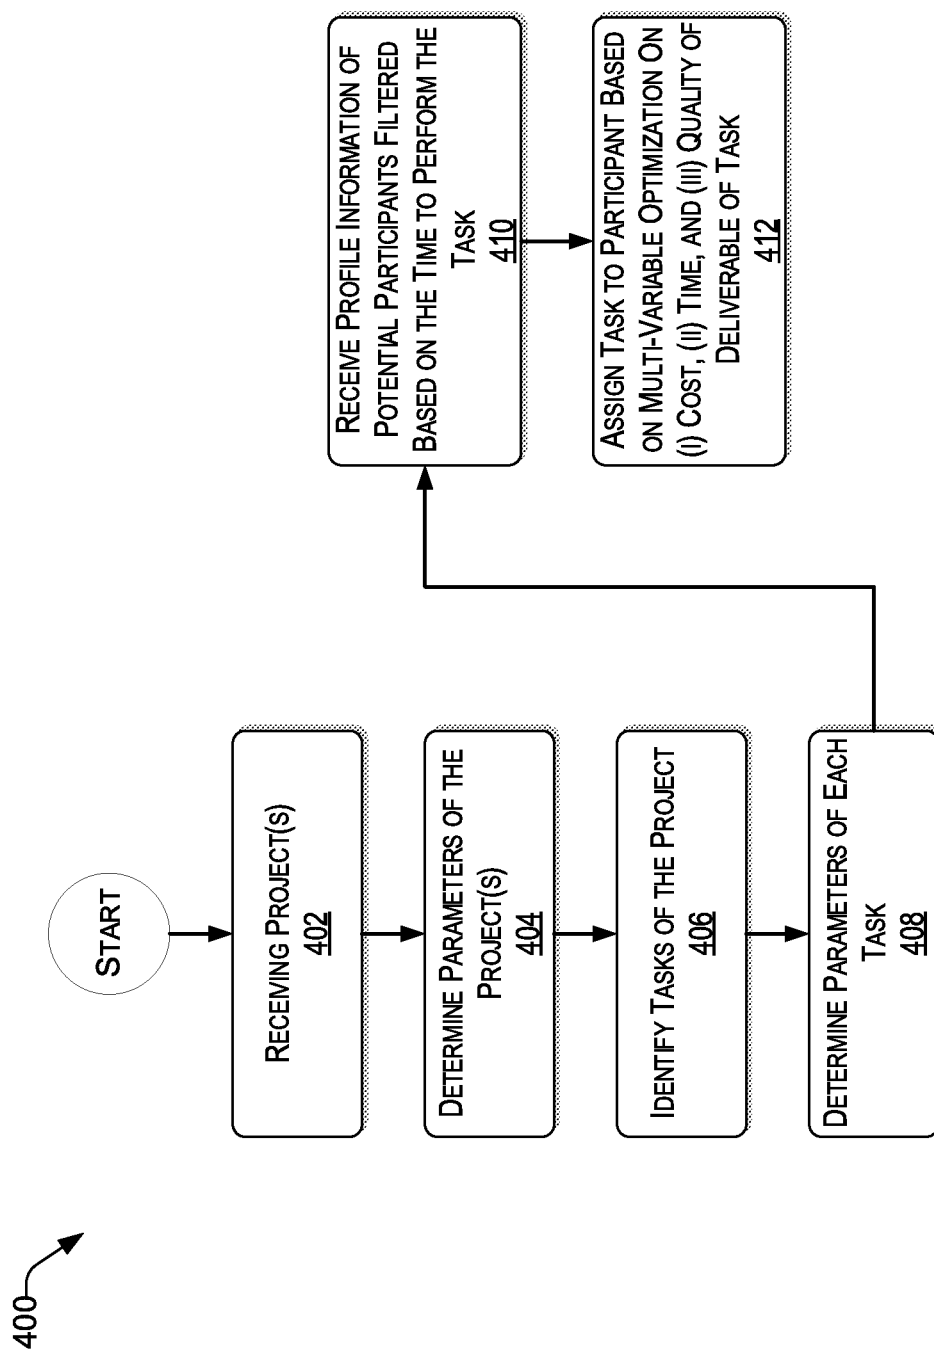 400
START
RECEIVING PROJECT(S)
402
DETERMINE PARAMETERS OF THE
PROJECT(S)
404
IDENTIFY TASKS OF THE PROJECT
406
DETERMINE PARAMETERS OF EACH
TASK
408
RECEIVE PROFILE INFORMATION OF
POTENTIAL PARTICIPANTS FILTERED
BASED ON THE TIME TO PERFORM THE
TASK
410
ASSIGN TASK TO PARTICIPANT BASED
ON MULTI-VARIABLE OPTIMIZATION ON
(I) COST, (II) TIME, AND (III) QUALITY OF
DELIVERABLE OF TASK
412